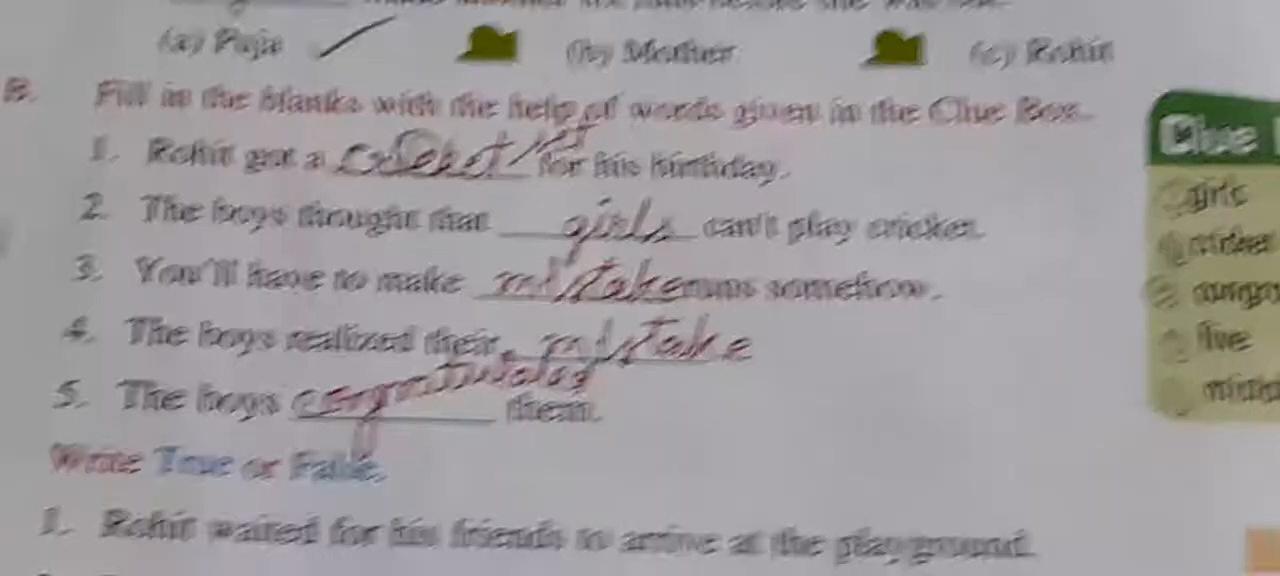 (a) Puja (b) Mother (c) Rohit
B. Fill in the blanks with the help of words given in the Clue Box.
1. Rohit got a cricket for his birthday.
2. The boys thought that girls can't play cricket.
3. You'll have to make mistake runs somehow.
4. The boys realized their mistake
5. The boys them.
Write True or False.
1. Rohit waited for his friends to arrive at the playground.
Clue
girls
cricket
five